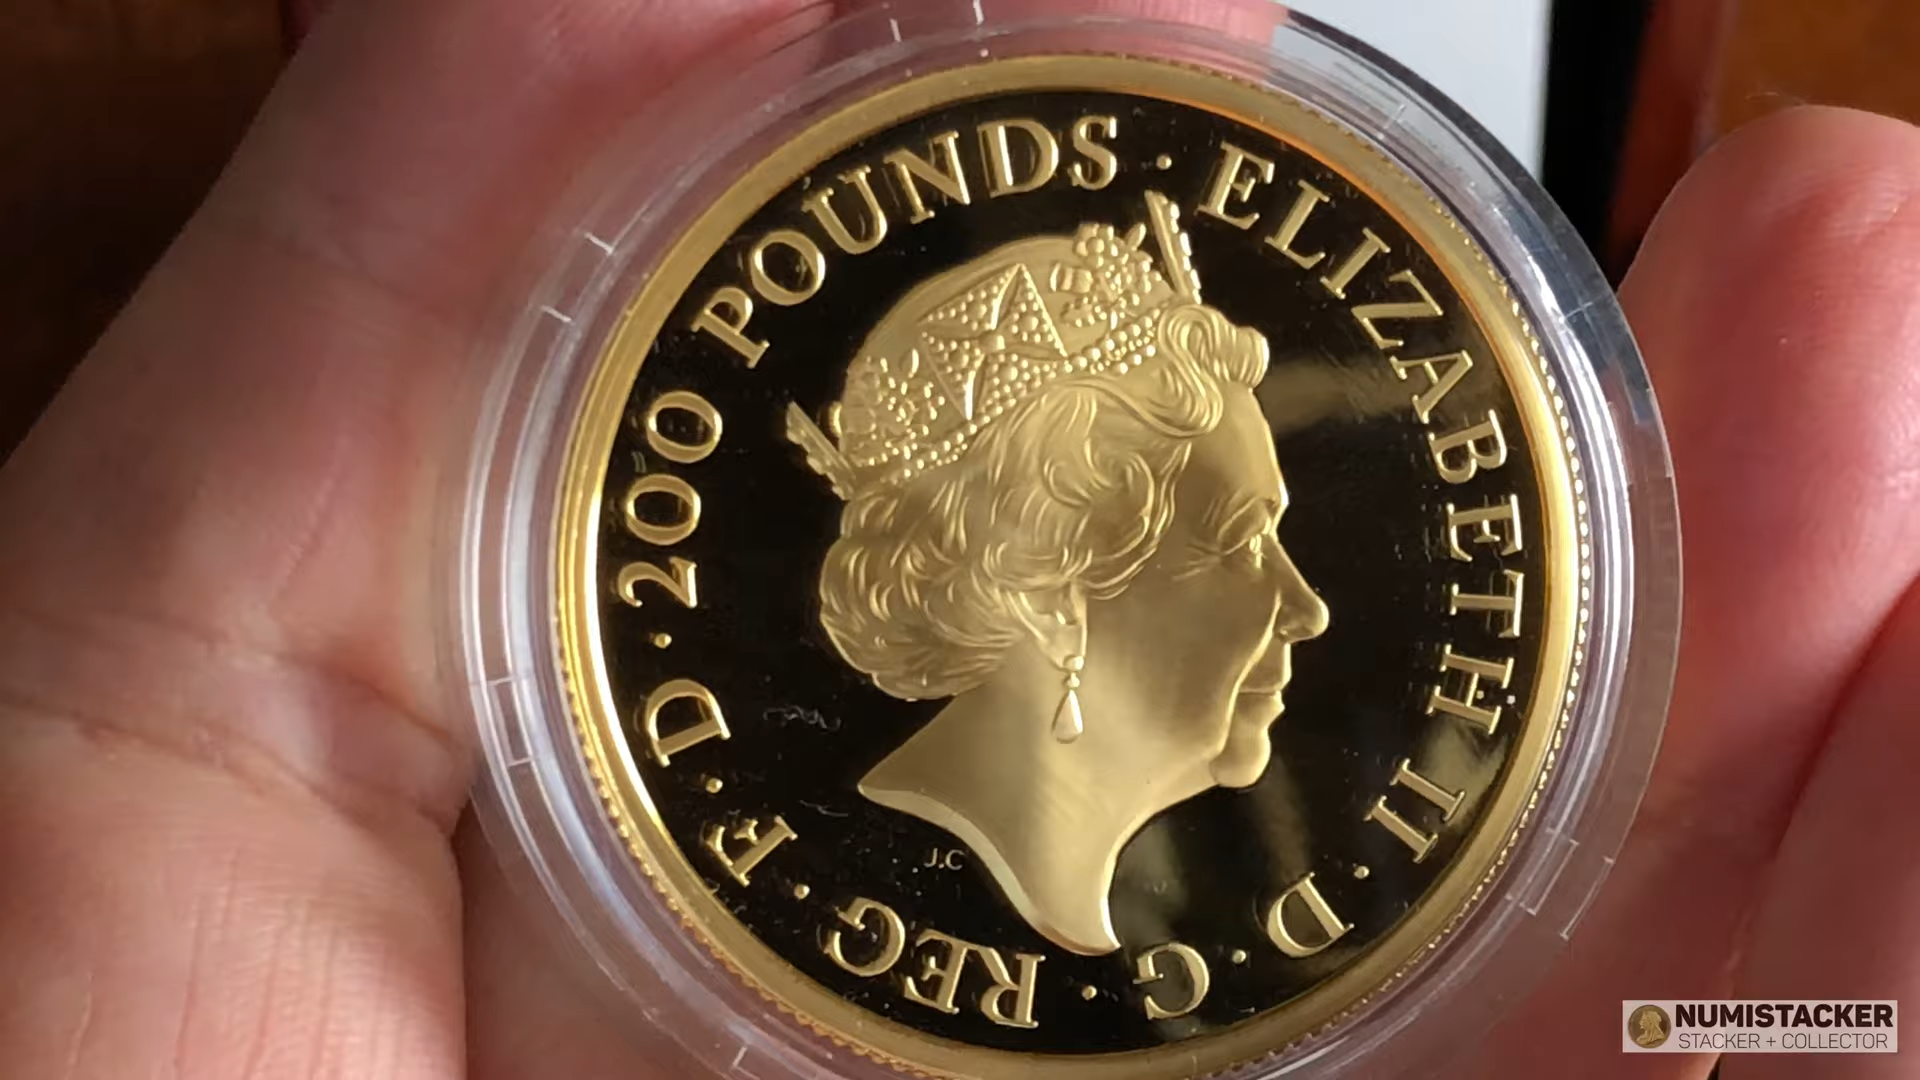 ELIZABETH II · D · G · REG · F · D · 200 POUNDS ·
J.C
NUMISTACKER
STACKER + COLLECTOR